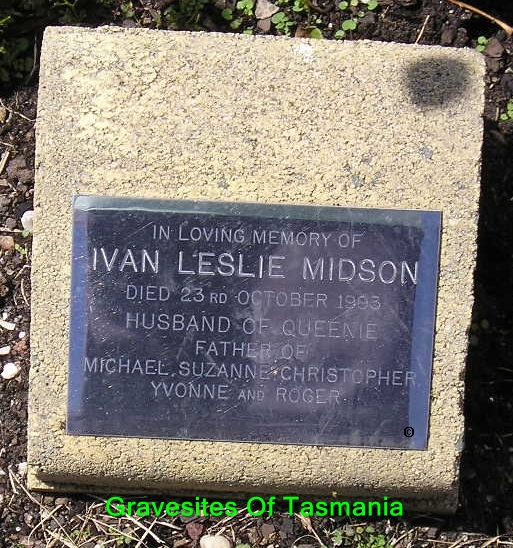 IN LOVING MEMORY OF
IVAN LESLIE MIDSON
DIED 23RD OCTOBER 1993
HUSBAND OF QUEENIE
FATHER OF
MICHAEL, SUZANNE, CHRISTOPHER,
YVONNE AND ROGER
©
Gravesites Of Tasmania